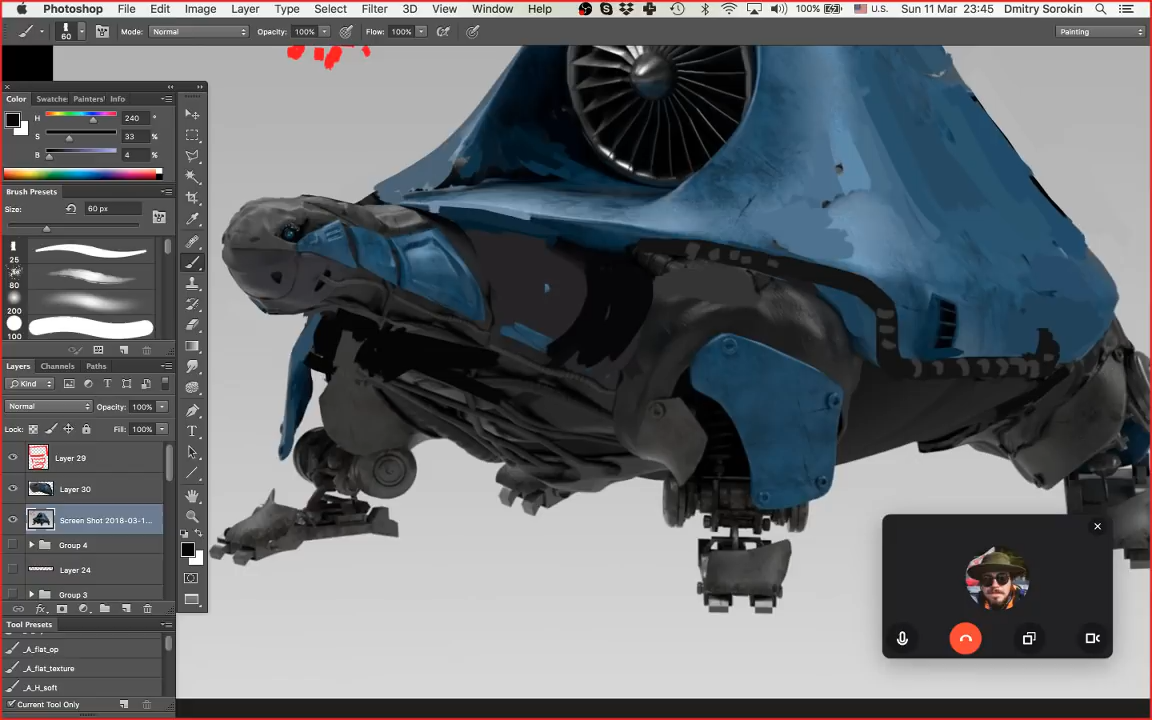 Photoshop File Edit Image Layer Type Select Filter 3D View Window Help 100% U.S. Sun 11 Mar 23:45 Dmitry Sorokin
60 Mode: Normal Opacity: 100% Flow: 100% Painting
Color Swatche Painters' Info
H 240 °
S 33 %
B 4 %
Brush Presets
Size: 60 px
25
80
200
100
Layers Channels Paths
Kind
Normal Opacity: 100%
Lock: Fill: 100%
Layer 29
Layer 30
Screen Shot 2018-03-1...
Group 4
Layer 24
Group 3
Tool Presets
_A_flat_op
_A_flat_texture
_A_H_soft
Current Tool Only